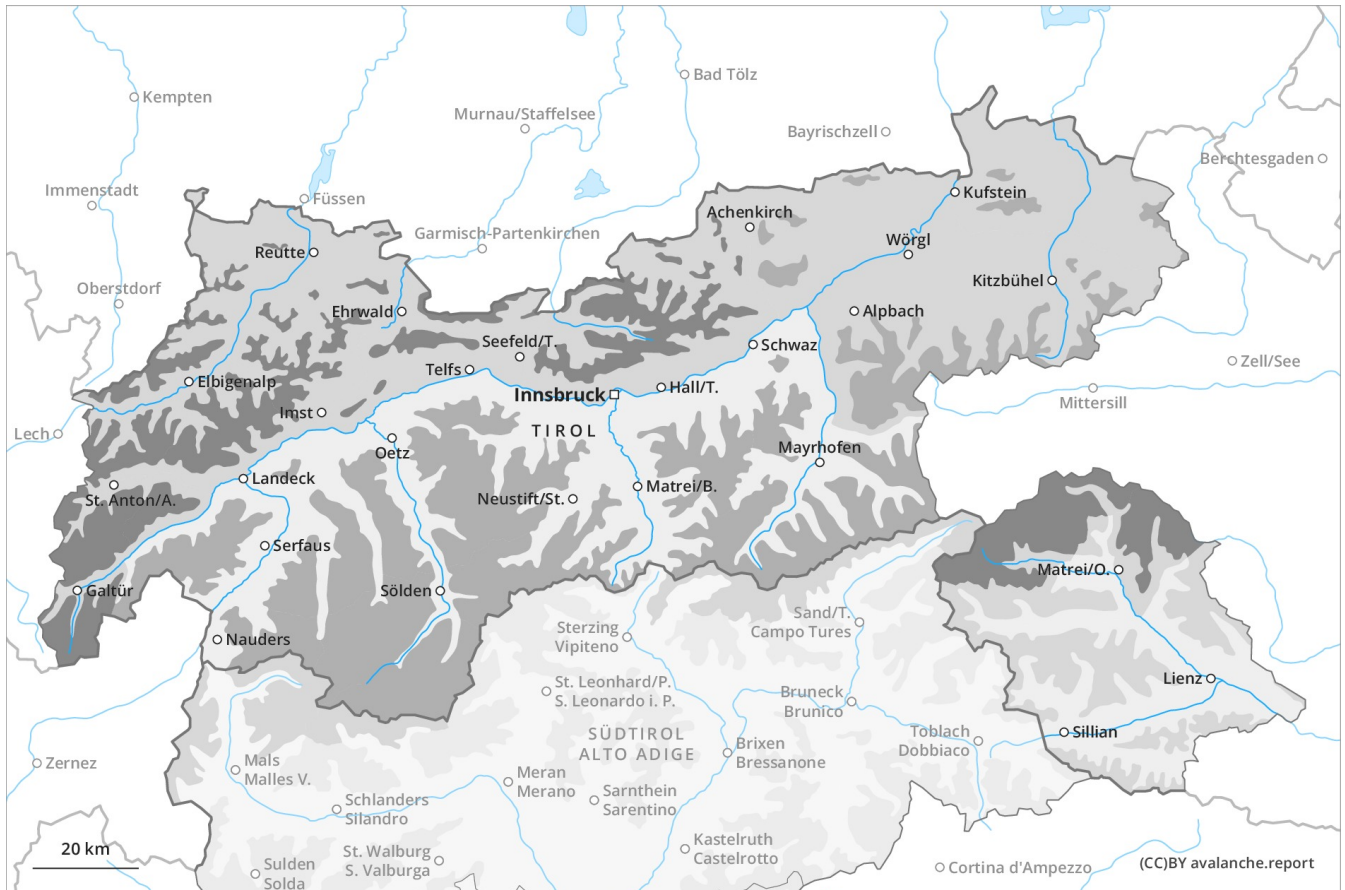 Bad Tölz
Kempten
Murnau/Staffelsee
Bayrischzell
Berchtesgaden
Immenstadt
Füssen
Kufstein
Achenkirch
Garmisch-Partenkirchen
Wörgl
Reutte
Oberstdorf
Kitzbühel
Ehrwald
Alpbach
Seefeld/T.
Schwaz
Zell/See
Telfs
Elbigenalp
Hall/T.
Innsbruck
Mittersill
Imst
Lech
TIROL
Oetz
Mayrhofen
Landeck
Matrei/B.
St. Anton/A.
Neustift/St.
Serfaus
Matrei/O.
Galtür
Sölden
Sand/T.
Campo Tures
Sterzing
Vipiteno
Nauders
Lienz
St. Leonhard/P.
S. Leonardo i. P.
Bruneck
Brunico
SÜDTIROL
ALTO ADIGE
Toblach
Dobbiaco
Sillian
Brixen
Bressanone
Zernez
Mals
Malles V.
Meran
Merano
Sarnthein
Sarentino
Schlanders
Silandro
Kastelruth
Castelrotto
20 km
St. Walburg
S. Valburga
Sulden
Solda
Cortina d'Ampezzo
(CC)BY avalanche.report